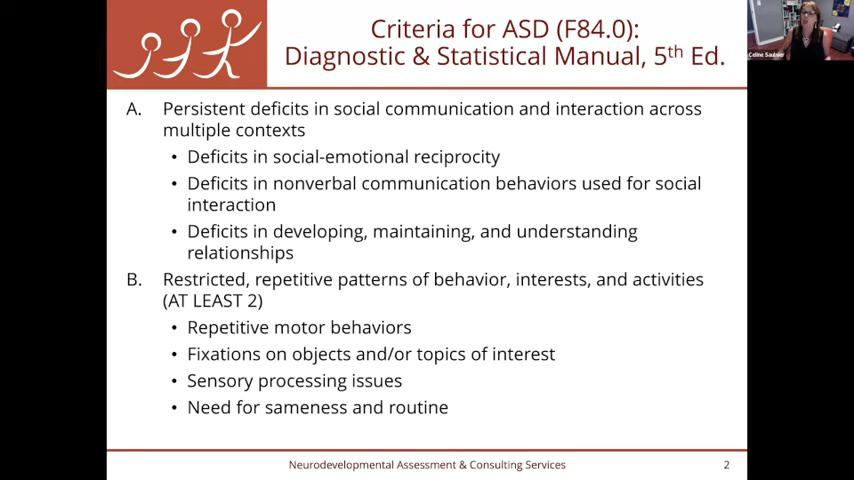 Criteria for ASD (F84.0):
Diagnostic & Statistical Manual, 5th Ed.
Celine Saulnier
A. Persistent deficits in social communication and interaction across
multiple contexts
• Deficits in social-emotional reciprocity
• Deficits in nonverbal communication behaviors used for social
interaction
• Deficits in developing, maintaining, and understanding
relationships
B. Restricted, repetitive patterns of behavior, interests, and activities
(AT LEAST 2)
• Repetitive motor behaviors
• Fixations on objects and/or topics of interest
• Sensory processing issues
• Need for sameness and routine
Neurodevelopmental Assessment & Consulting Services
2